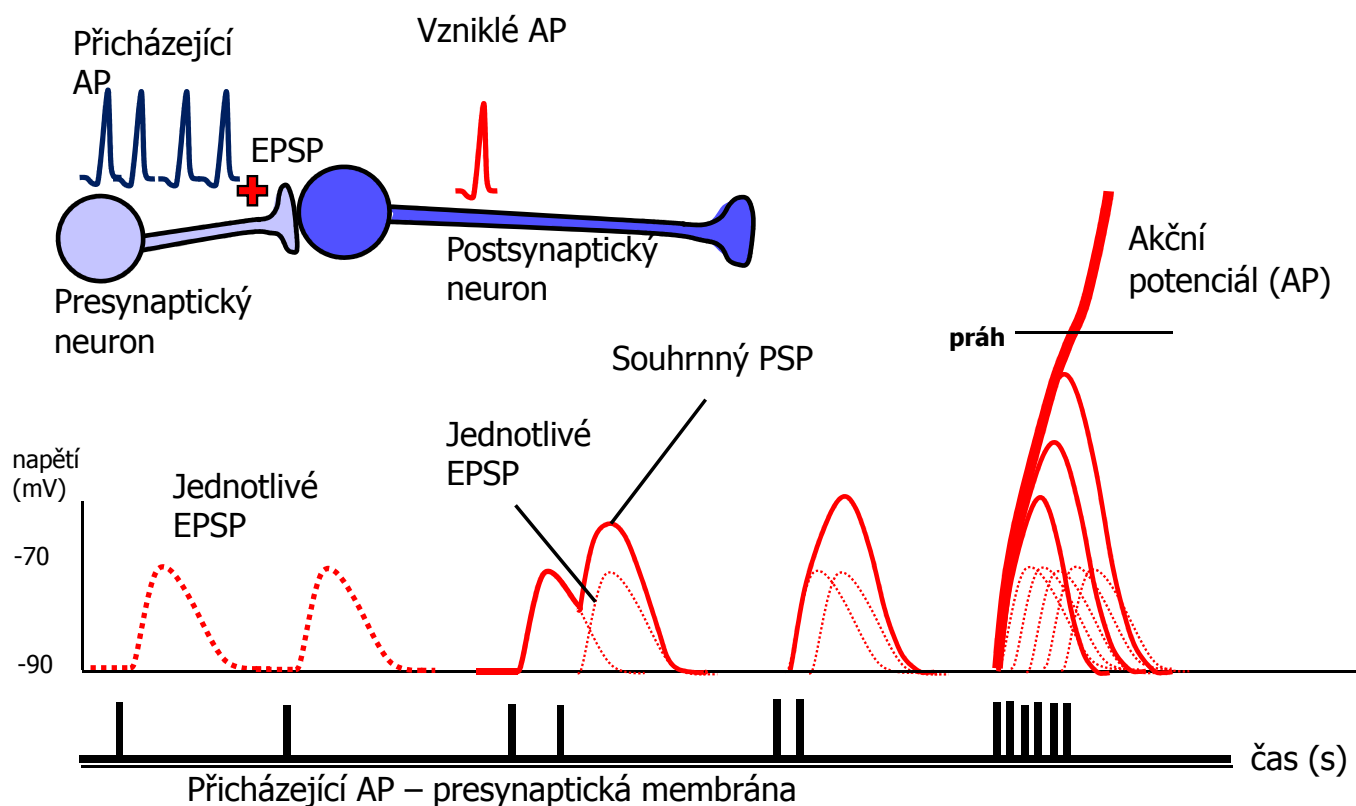 Přicházející
AP
Vzniklé AP
EPSP
Presynaptický
neuron
Postsynaptický
neuron
Akční
potenciál (AP)
práh
Souhrnný PSP
Jednotlivé
EPSP
napětí
(mV)
Jednotlivé
EPSP
-70
-90
čas (s)
Přicházející AP – presynaptická membrána